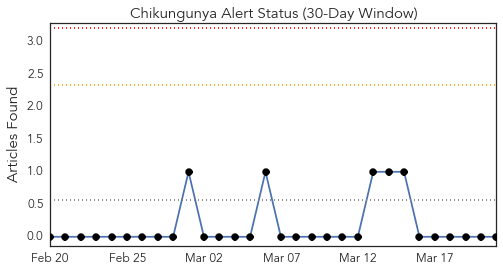 Chikungunya Alert Status (30-Day Window)
Articles Found
3.0
2.5
2.0
1.5
1.0
0.5
0.0
Feb 20 Feb 25 Mar 02 Mar 07 Mar 12 Mar 17